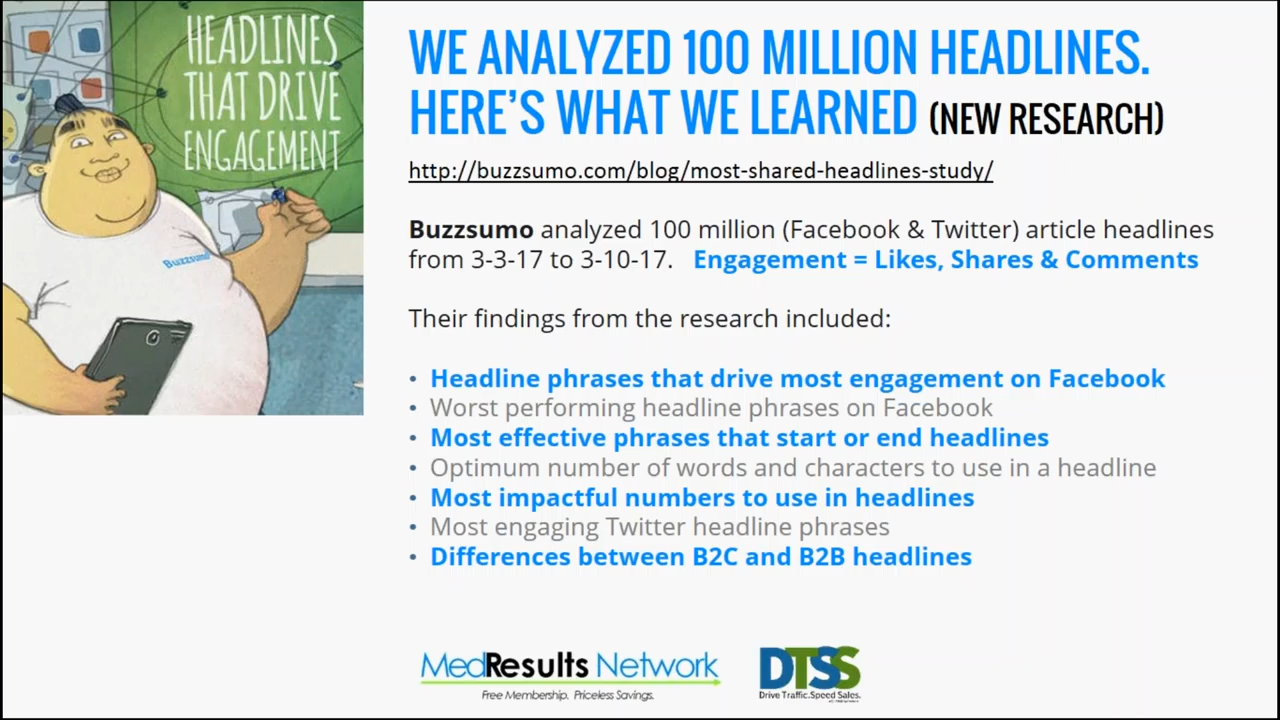 HEADLINES
THAT DRIVE
ENGAGEMENT
Buzzsumo
WE ANALYZED 100 MILLION HEADLINES.
HERE'S WHAT WE LEARNED (NEW RESEARCH)
http://buzzsumo.com/blog/most-shared-headlines-study/
Buzzsumo analyzed 100 million (Facebook & Twitter) article headlines
from 3-3-17 to 3-10-17. Engagement = Likes, Shares & Comments
Their findings from the research included:
• Headline phrases that drive most engagement on Facebook
• Worst performing headline phrases on Facebook
• Most effective phrases that start or end headlines
• Optimum number of words and characters to use in a headline
• Most impactful numbers to use in headlines
• Most engaging Twitter headline phrases
• Differences between B2C and B2B headlines
MedResults Network
Free Membership. Priceless Savings.
DTSS
Drive Traffic.Speed Sales.